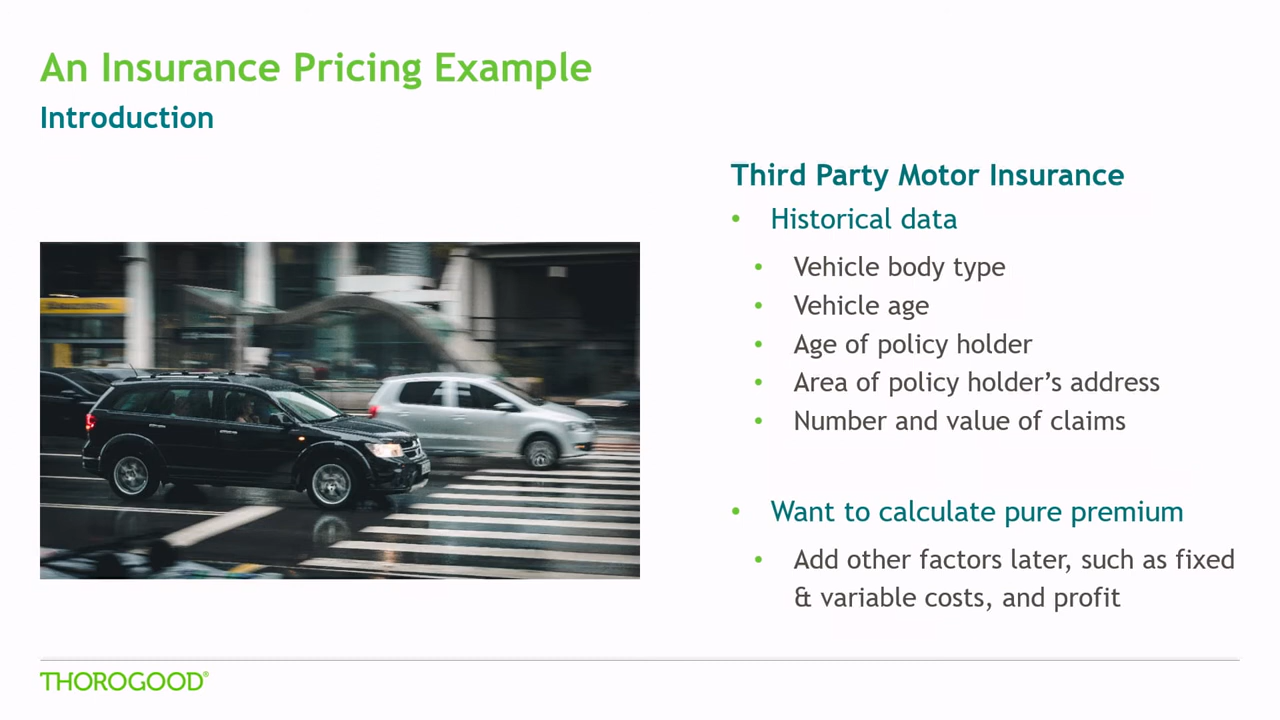 An Insurance Pricing Example
Introduction
Third Party Motor Insurance
• Historical data
• Vehicle body type
• Vehicle age
• Age of policy holder
• Area of policy holder’s address
• Number and value of claims
• Want to calculate pure premium
• Add other factors later, such as fixed
& variable costs, and profit
THOROGOOD®